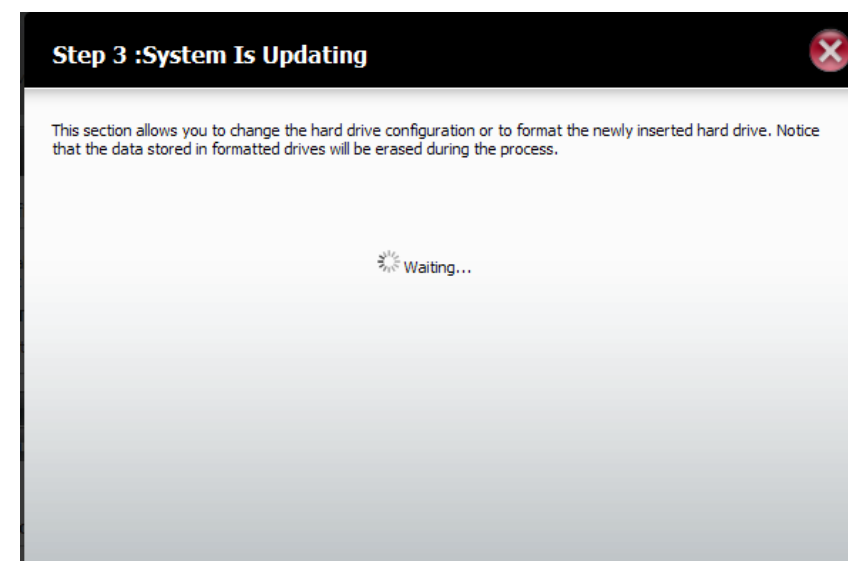 Step 3 :System Is Updating
This section allows you to change the hard drive configuration or to format the newly inserted hard drive. Notice
that the data stored in formatted drives will be erased during the process.
Waiting...